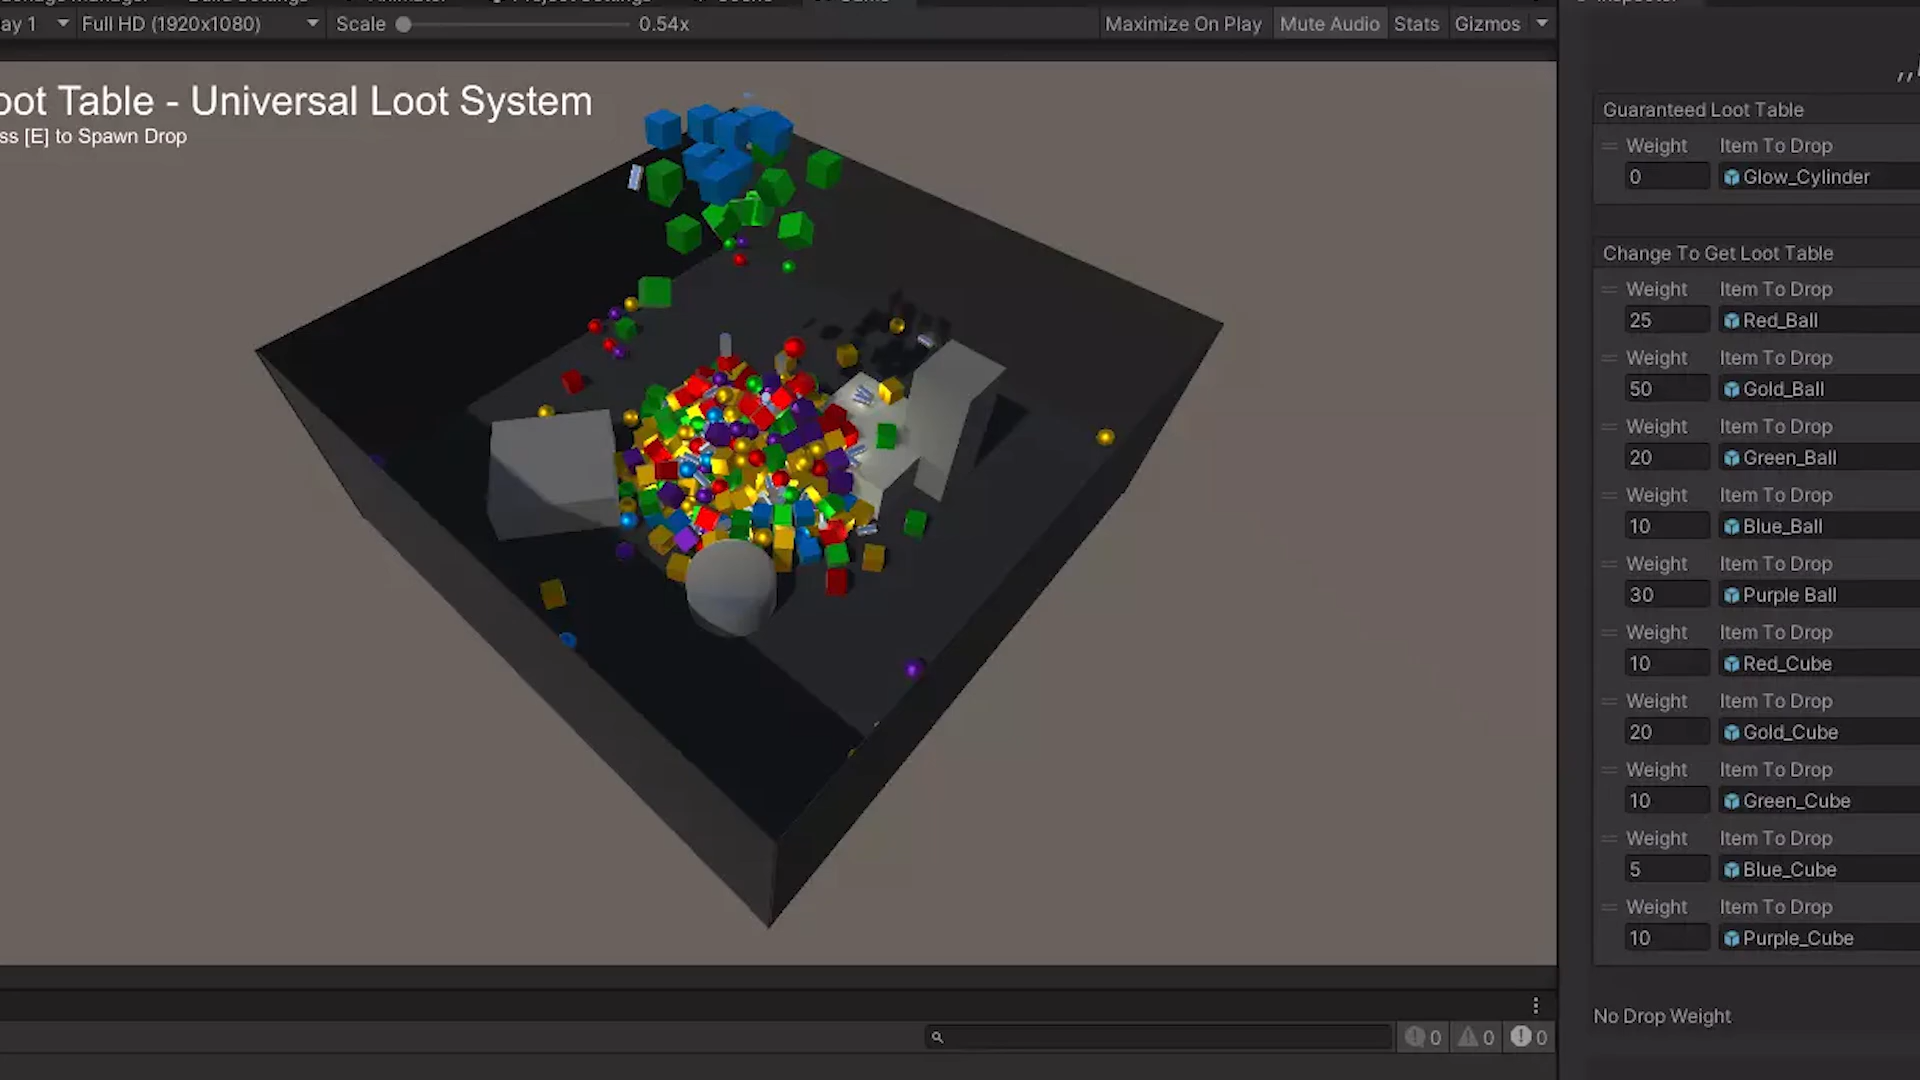 ay 1 Full HD (1920x1080) Scale 0.54x Maximize On Play Mute Audio Stats Gizmos
oot Table - Universal Loot System
ss [E] to Spawn Drop
Guaranteed Loot Table
Weight Item To Drop
0 Glow_Cylinder
Change To Get Loot Table
Weight Item To Drop
25 Red_Ball
Weight Item To Drop
50 Gold_Ball
Weight Item To Drop
20 Green_Ball
Weight Item To Drop
10 Blue_Ball
Weight Item To Drop
30 Purple Ball
Weight Item To Drop
10 Red_Cube
Weight Item To Drop
20 Gold_Cube
Weight Item To Drop
10 Green_Cube
Weight Item To Drop
5 Blue_Cube
Weight Item To Drop
10 Purple_Cube
No Drop Weight
0 0 0